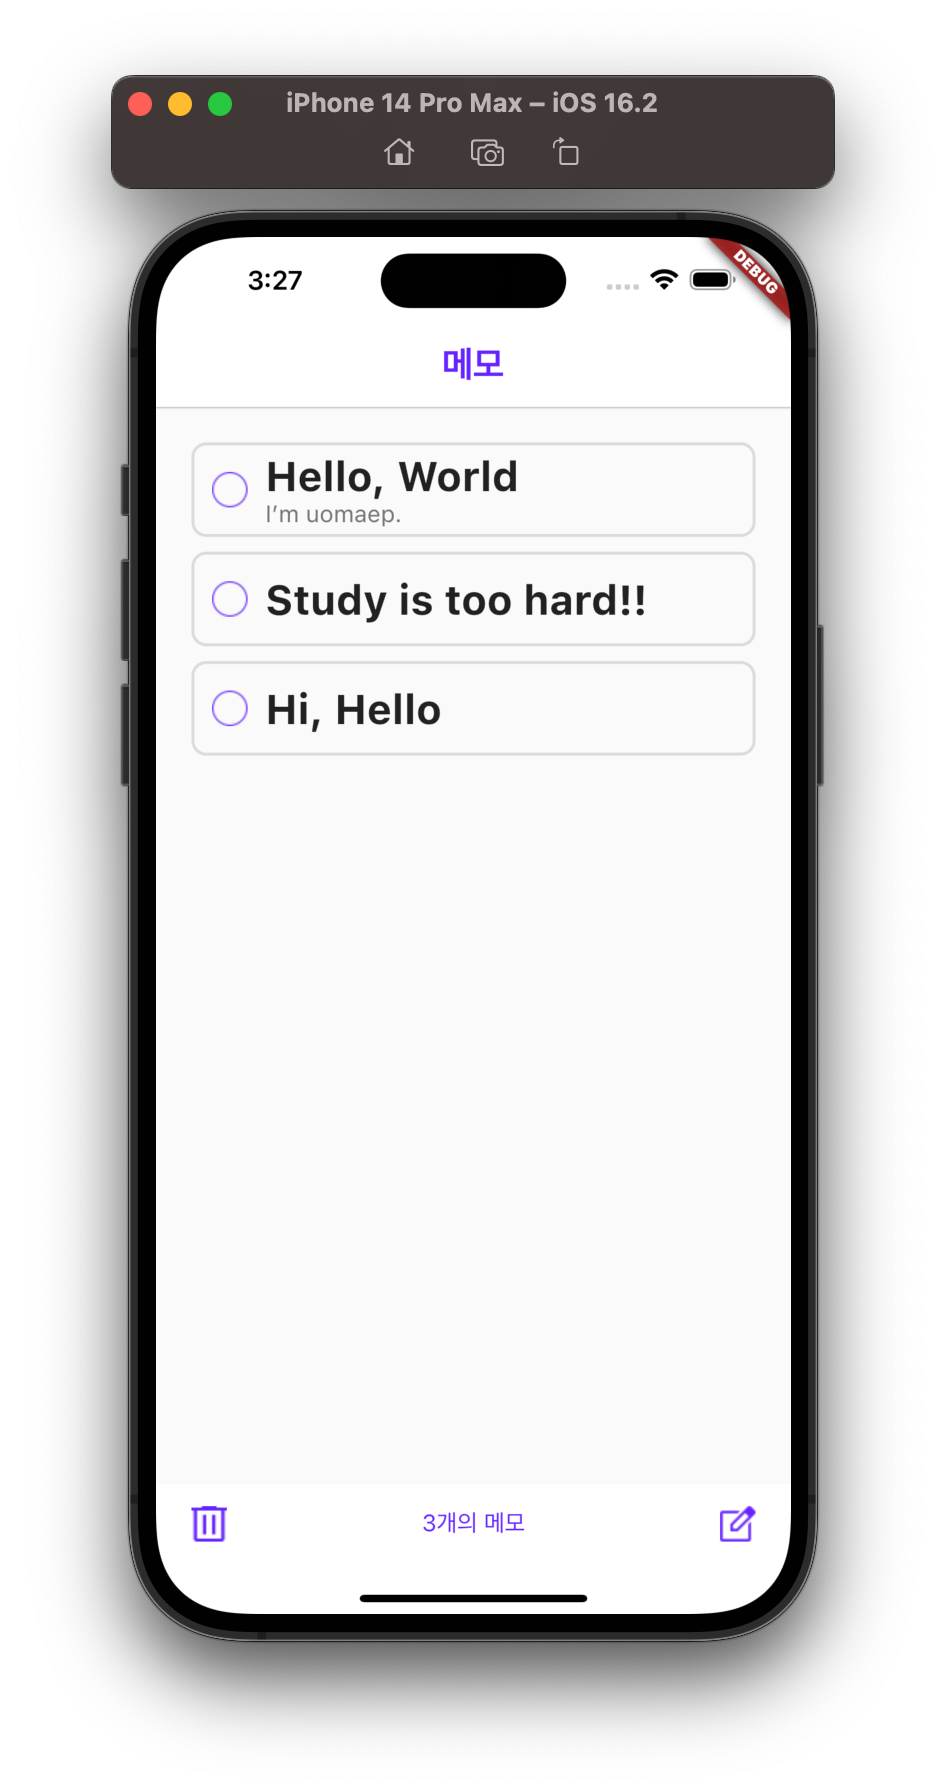 iPhone 14 Pro Max – iOS 16.2
3:27
DEBUG
메모
Hello, World
I’m uomaep.
Study is too hard!!
Hi, Hello
3개의 메모